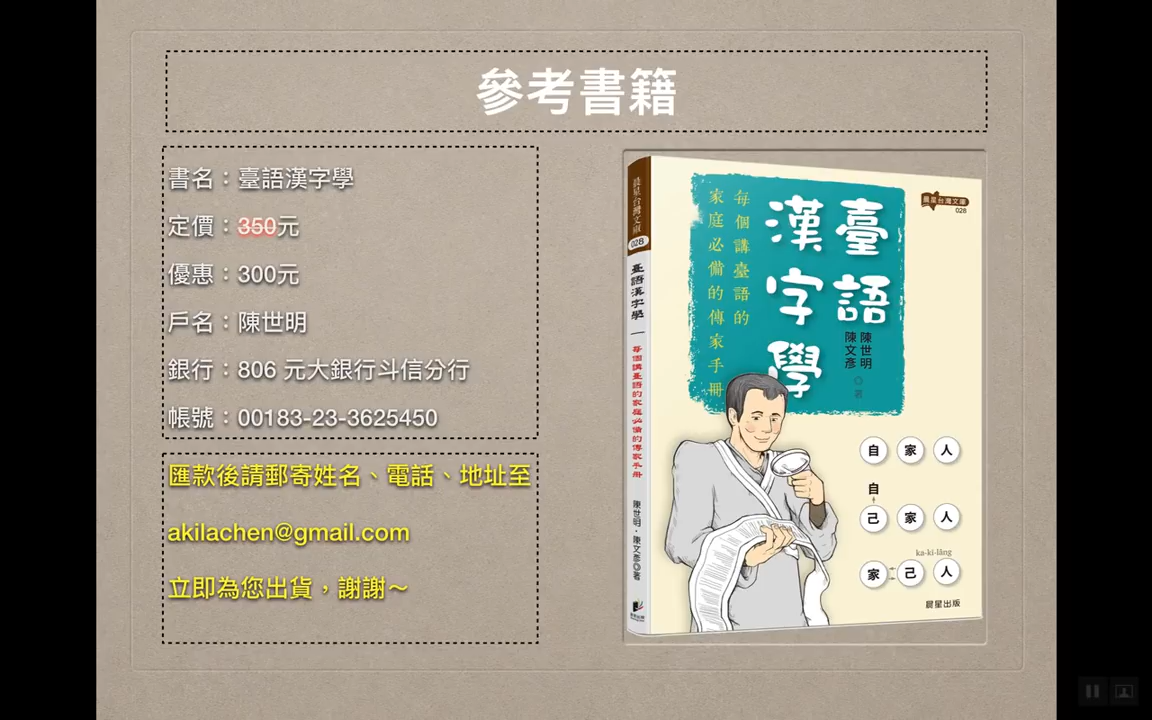 參考書籍
書名：臺語漢字學
定價：350元
優惠：300元
戶名：陳世明
銀行：806 元大銀行斗信分行
帳號：00183-23-3625450
匯款後請郵寄姓名、電話、地址至
akilachen@gmail.com
立即為您出貨，謝謝～
晨星台灣文庫
028
臺語漢字學
每個講臺語的家庭必備的傳家手冊
陳世明・陳文彥◎著
晨星台灣文庫
028
臺語
漢字學
陳世明
陳文彥
◎著
每個講臺語的
家庭必備的傳家手冊
自家人
自
己家人
ka-ki-lâng
家己人
晨星出版